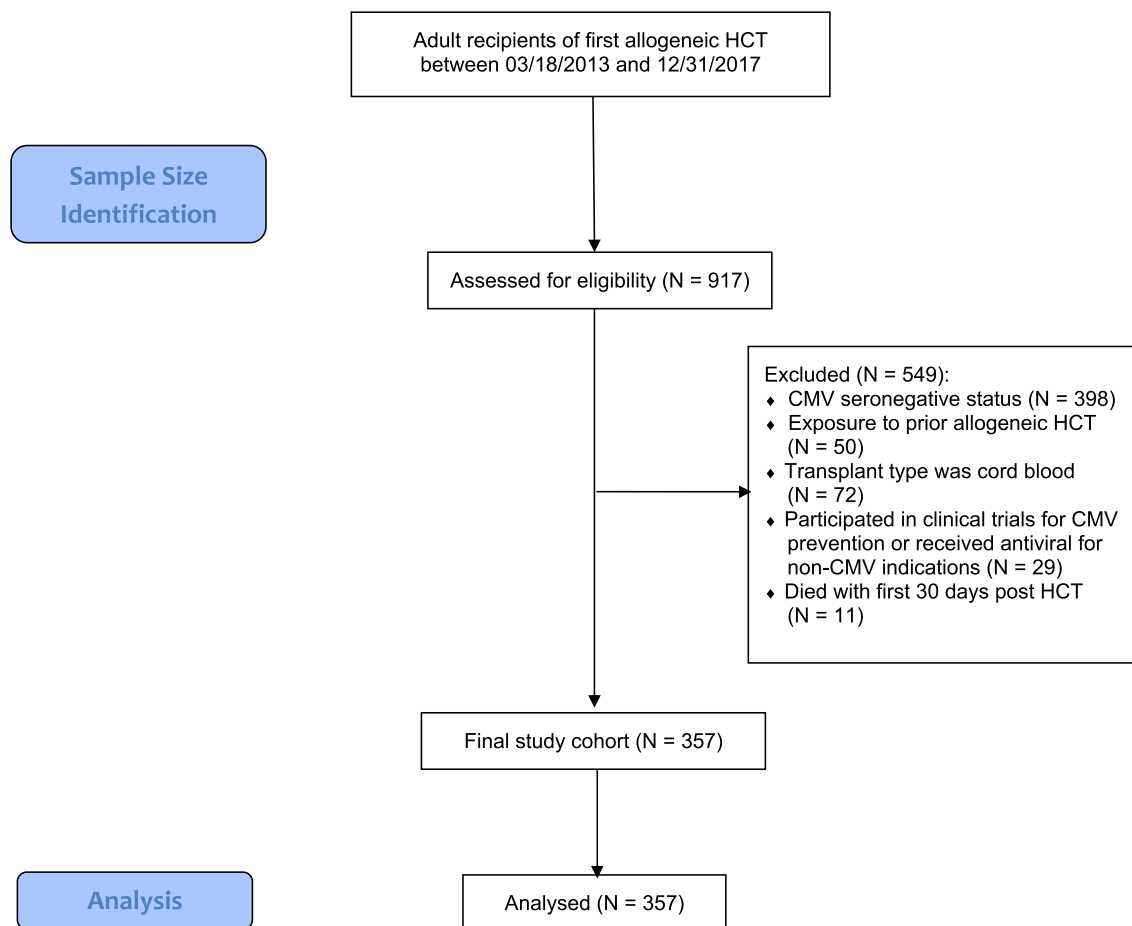 Adult recipients of first allogeneic HCT
between 03/18/2013 and 12/31/2017
Sample Size
Identification
Assessed for eligibility (N = 917)
Excluded (N = 549):
♦ CMV seronegative status (N = 398)
♦ Exposure to prior allogeneic HCT
(N = 50)
♦ Transplant type was cord blood
(N = 72)
♦ Participated in clinical trials for CMV
prevention or received antiviral for
non-CMV indications (N = 29)
♦ Died with first 30 days post HCT
(N = 11)
Final study cohort (N = 357)
Analysis
Analysed (N = 357)